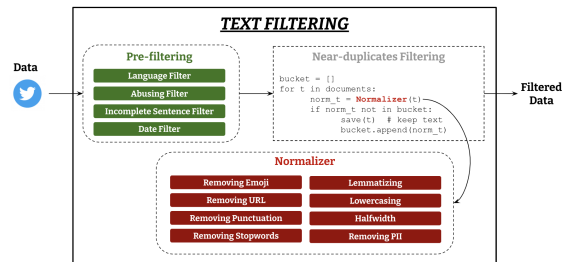 TEXT FILTERING
Data
Pre-filtering
Language Filter
Abusing Filter
Incomplete Sentence Filter
Date Filter
Near-duplicates Filtering
bucket = []
for t in documents:
norm_t = Normalizer(t)
if norm_t not in bucket:
save(t)  # keep text
bucket.append(norm_t)
Filtered
Data
Normalizer
Removing Emoji
Removing URL
Removing Punctuation
Removing Stopwords
Lemmatizing
Lowercasing
Halfwidth
Removing PII